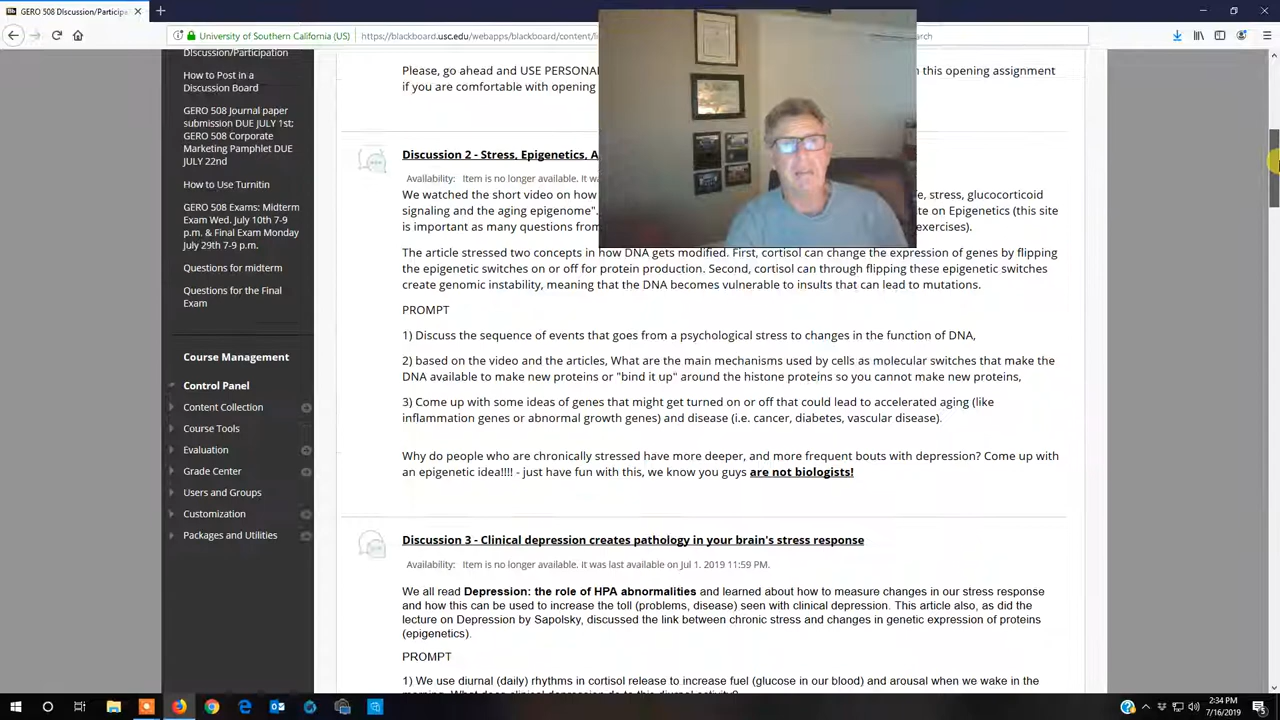 GERO 508 DIscussion/Participa
University of Southern California (US)
https://blackboard.usc.edu/webapps/blackboard/content/
DIscussion/Participation
How to Post in a
Discussion Board
GERO 508 Journal paper
submission DUE JULY 1st;
GERO 508 Corporate
Marketing Pamphlet DUE
JULY 22nd
How to Use Turnitin
GERO 508 Exams: Midterm
Exam Wed. July 10th 7-9
p.m. & Final Exam Monday
July 29th 7-9 p.m.
Questions for midterm
Questions for the Final
Exam
Course Management
Control Panel
Content Collection
Course Tools
Evaluation
Grade Center
Users and Groups
Customization
Packages and Utilities
Please, go ahead and USE PERSONA this opening assignment
if you are comfortable with opening
Discussion 2 - Stress, Epigenetics, A
Availability: Item is no longer available. It wa
We watched the short video on how e, stress, glucocorticoid
signaling and the aging epigenome". te on Epigenetics (this site
is important as many questions from exercises).
The article stressed two concepts in how DNA gets modified. First, cortisol can change the expression of genes by flipping
the epigenetic switches on or off for protein production. Second, cortisol can through flipping these epigenetic switches
create genomic instability, meaning that the DNA becomes vulnerable to insults that can lead to mutations.
PROMPT
1) Discuss the sequence of events that goes from a psychological stress to changes in the function of DNA,
2) based on the video and the articles, What are the main mechanisms used by cells as molecular switches that make the
DNA available to make new proteins or "bind it up" around the histone proteins so you cannot make new proteins,
3) Come up with some ideas of genes that might get turned on or off that could lead to accelerated aging (like
inflammation genes or abnormal growth genes) and disease (i.e. cancer, diabetes, vascular disease).
Why do people who are chronically stressed have more deeper, and more frequent bouts with depression? Come up with
an epigenetic idea!!!! - just have fun with this, we know you guys are not biologists!
Discussion 3 - Clinical depression creates pathology in your brain's stress response
Availability: Item is no longer available. It was last available on Jul 1, 2019 11:59 PM.
We all read Depression: the role of HPA abnormalities and learned about how to measure changes in our stress response
and how this can be used to increase the toll (problems, disease) seen with clinical depression. This article also, as did the
lecture on Depression by Sapolsky, discussed the link between chronic stress and changes in genetic expression of proteins
(epigenetics).
PROMPT
1) We use diurnal (daily) rhythms in cortisol release to increase fuel (glucose in our blood) and arousal when we wake in the
morning. What does clinical depression do to this diurnal activity?
2:34 PM
7/16/2019